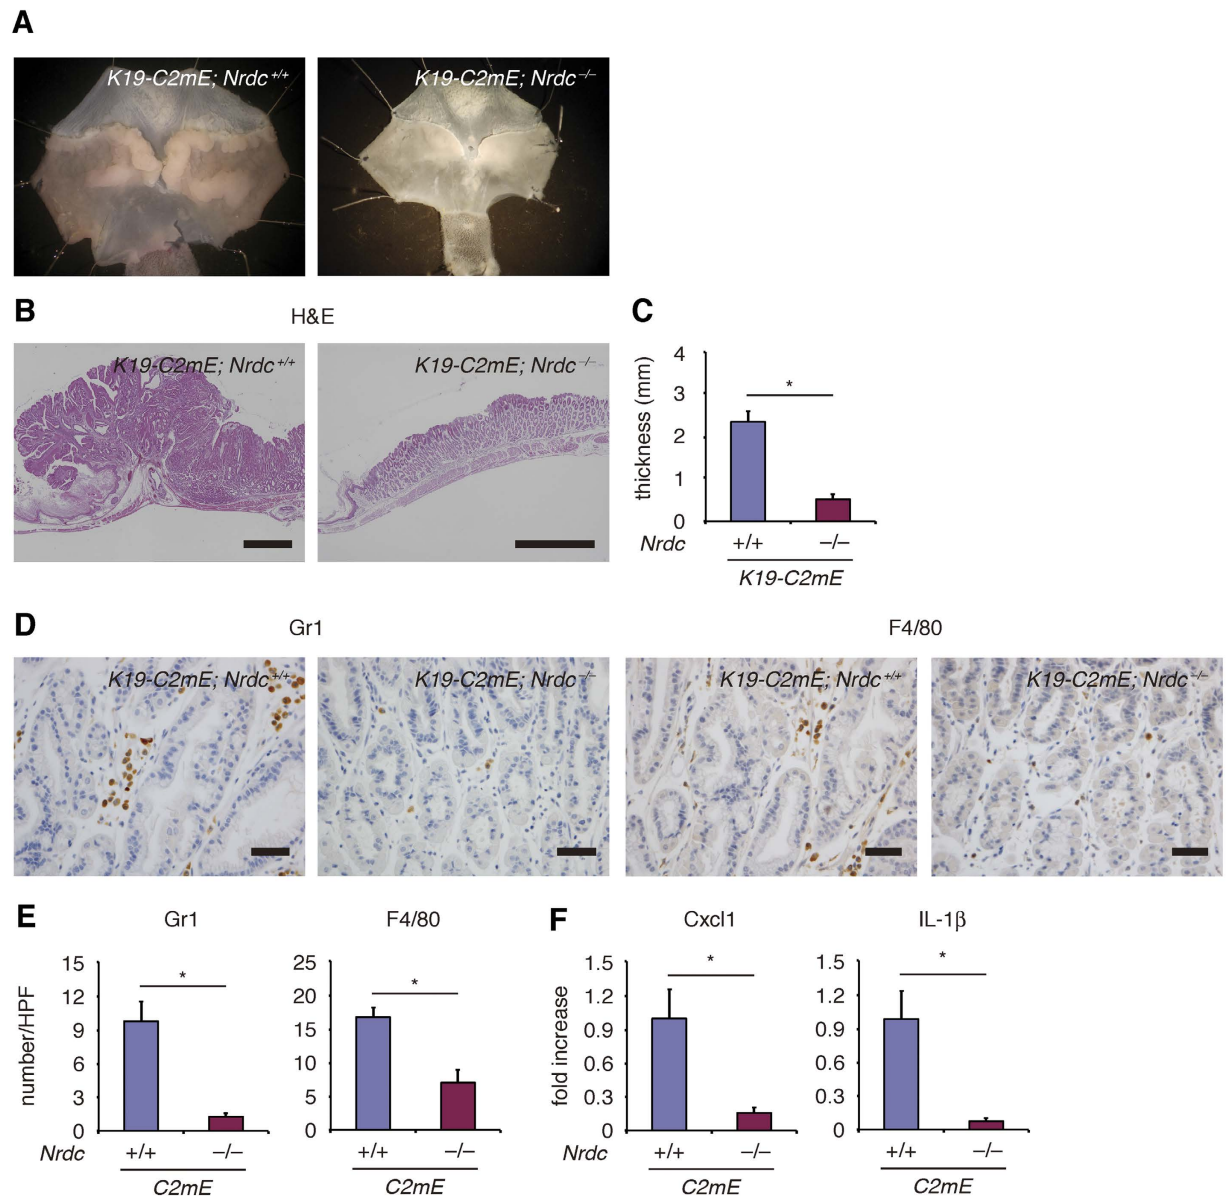 A
K19-C2mE; Nrdc+/+
K19-C2mE; Nrdc–/–
B
H&E
K19-C2mE; Nrdc+/+
K19-C2mE; Nrdc–/–
C
thickness (mm)
4
3
2
1
0
Nrdc +/+ –/–
K19-C2mE
D
Gr1
F4/80
K19-C2mE; Nrdc+/+
K19-C2mE; Nrdc–/–
K19-C2mE; Nrdc+/+
K19-C2mE; Nrdc–/–
E
Gr1
number/HPF
15
12
9
6
3
0
*
Nrdc +/+ –/–
C2mE
F4/80
25
20
15
10
5
0
*
+/+ –/–
C2mE
F
Cxcl1
fold increase
1.5
1.2
0.9
0.6
0.3
0
*
Nrdc +/+ –/–
C2mE
IL-1β
1.5
1.2
0.9
0.6
0.3
0
*
+/+ –/–
C2mE